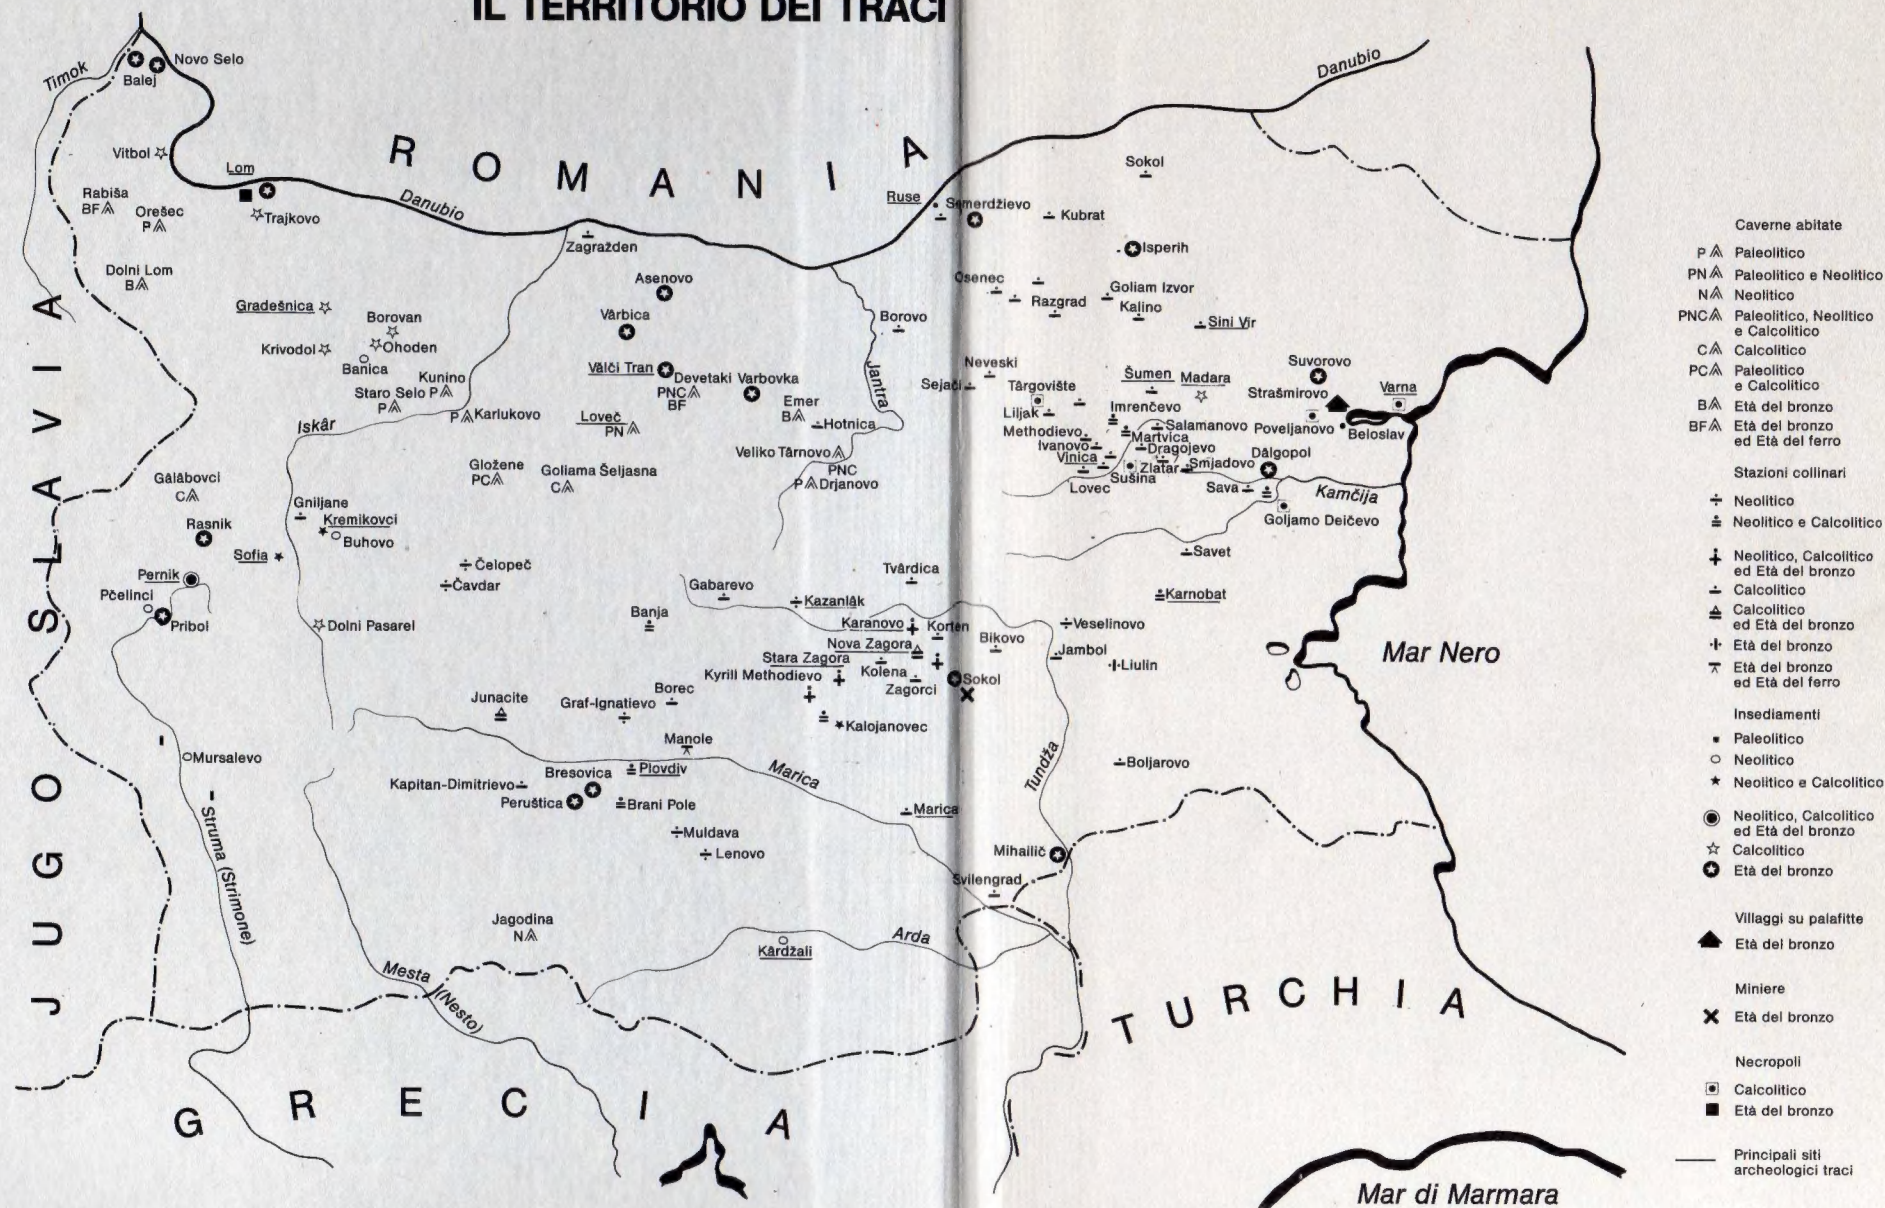 IL TERRITORIO DEI TRACI
Timok
Balej
Novo Selo
Danubio
ROMANIA
Vitbol
Lom
Sokol
Rabiša
BF
Orešec
P
Trajkovo
Danubio
Ruse
Semerdžievo
Kubrat
Zagražden
Isperih
Dolni Lom
B
Asenovo
Osenec
Goliam Izvor
Razgrad
Kalino
Gradešnica
Borovan
Vârbica
Borovo
Sini Vir
Krivodol
Ohoden
Banica
Kunino
P
Staro Selo
P
Vâlči Tran
Devetaki
PNC
BF
Varbovka
Jantra
Neveski
Sejači
Târgovište
Šumen
Madara
Suvorovo
Strašmirovo
Varna
P
Karlukovo
Loveč
PN
Emer
B
Hotnica
Liljak
Imrenčevo
Methodievo
Salamanovo
Poveljanovo
Beloslav
Iskâr
Martvica
Ivanovo
Dragojevo
Vinica
Zlatar
Smjadovo
Dâlgopol
Veliko Târnovo
PNC
P
Drjanovo
Sušina
Lovec
Sava
Kamčija
Goljamo Delčevo
Gložene
PC
Goliama Šeljasna
C
Gâlâbovci
C
Gniljane
Kremikovci
Buhovo
Rasnik
Sofia
Savet
Čelopeč
Čavdar
Tvârdica
Pernik
Pčelinci
Pribol
Gabarevo
Kazanlâk
Karnobat
Banja
Dolni Pasarel
Karanovo
Korten
Veselinovo
Bikovo
Nova Zagora
Jambol
Stara Zagora
Liulin
Kyrill Methodievo
Kolena
Zagorci
Sokol
Mar Nero
Junacite
Graf-Ignatievo
Borec
Kalojanovec
Manole
Mursalevo
Marica
Tundža
Boljarovo
Bresovica
Plovdiv
Kapitan-Dimitrievo
Peruštica
Brani Pole
Marica
Muldava
Lenovo
Mihailič
Struma (Strimone)
Svilengrad
Jagodina
N
Kârdžali
Arda
Mesta
(Nesto)
JUGOSLAVIA
GRECIA
TURCHIA
Mar di Marmara
Caverne abitate
P Paleolitico
PN Paleolitico e Neolitico
N Neolitico
PNC Paleolitico, Neolitico
e Calcolitico
C Calcolitico
PC Paleolitico
e Calcolitico
B Età del bronzo
BF Età del bronzo
ed Età del ferro
Stazioni collinari
Neolitico
Neolitico e Calcolitico
Neolitico, Calcolitico
ed Età del bronzo
Calcolitico
Calcolitico
ed Età del bronzo
Età del bronzo
Età del bronzo
ed Età del ferro
Insediamenti
Paleolitico
Neolitico
Neolitico e Calcolitico
Neolitico, Calcolitico
ed Età del bronzo
Calcolitico
Età del bronzo
Villaggi su palafitte
Età del bronzo
Miniere
Età del bronzo
Necropoli
Calcolitico
Età del bronzo
Principali siti
archeologici traci